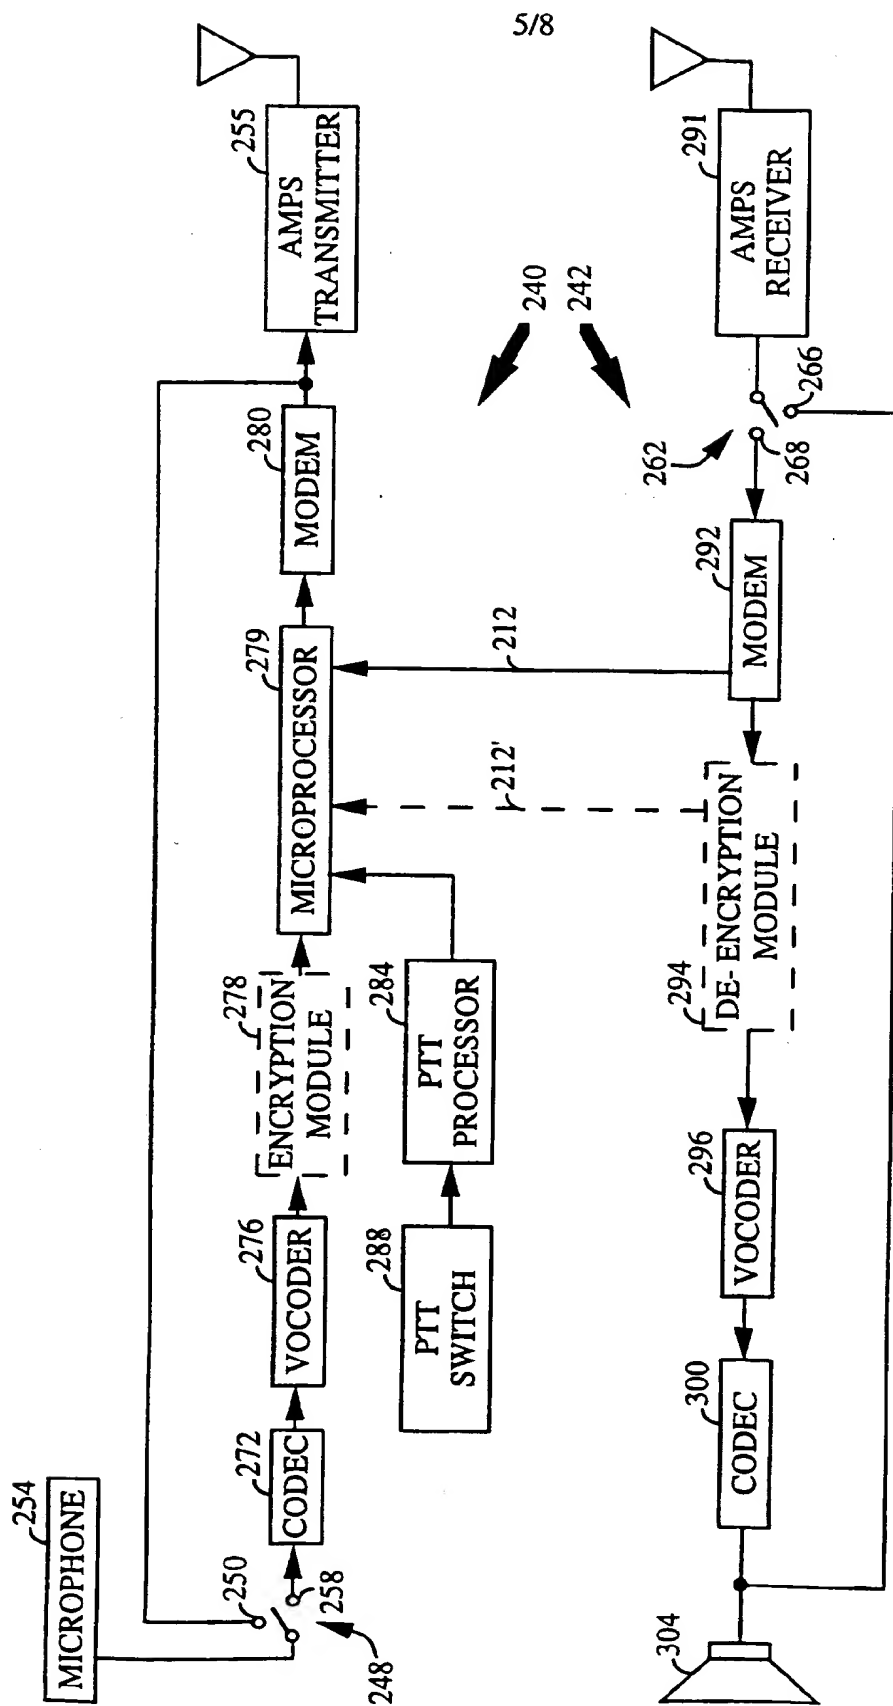 5/8
MICROPHONE
254
250
258
248
CODEC
272
VOCODER
276
ENCRYPTION
MODULE
278
MICROPROCESSOR
279
MODEM
280
AMPS
TRANSMITTER
255
PTT
SWITCH
288
PTT
PROCESSOR
284
212'
212
240
242
304
CODEC
300
VOCODER
296
DE- ENCRYPTION
MODULE
294
MODEM
292
262
268
266
AMPS
RECEIVER
291